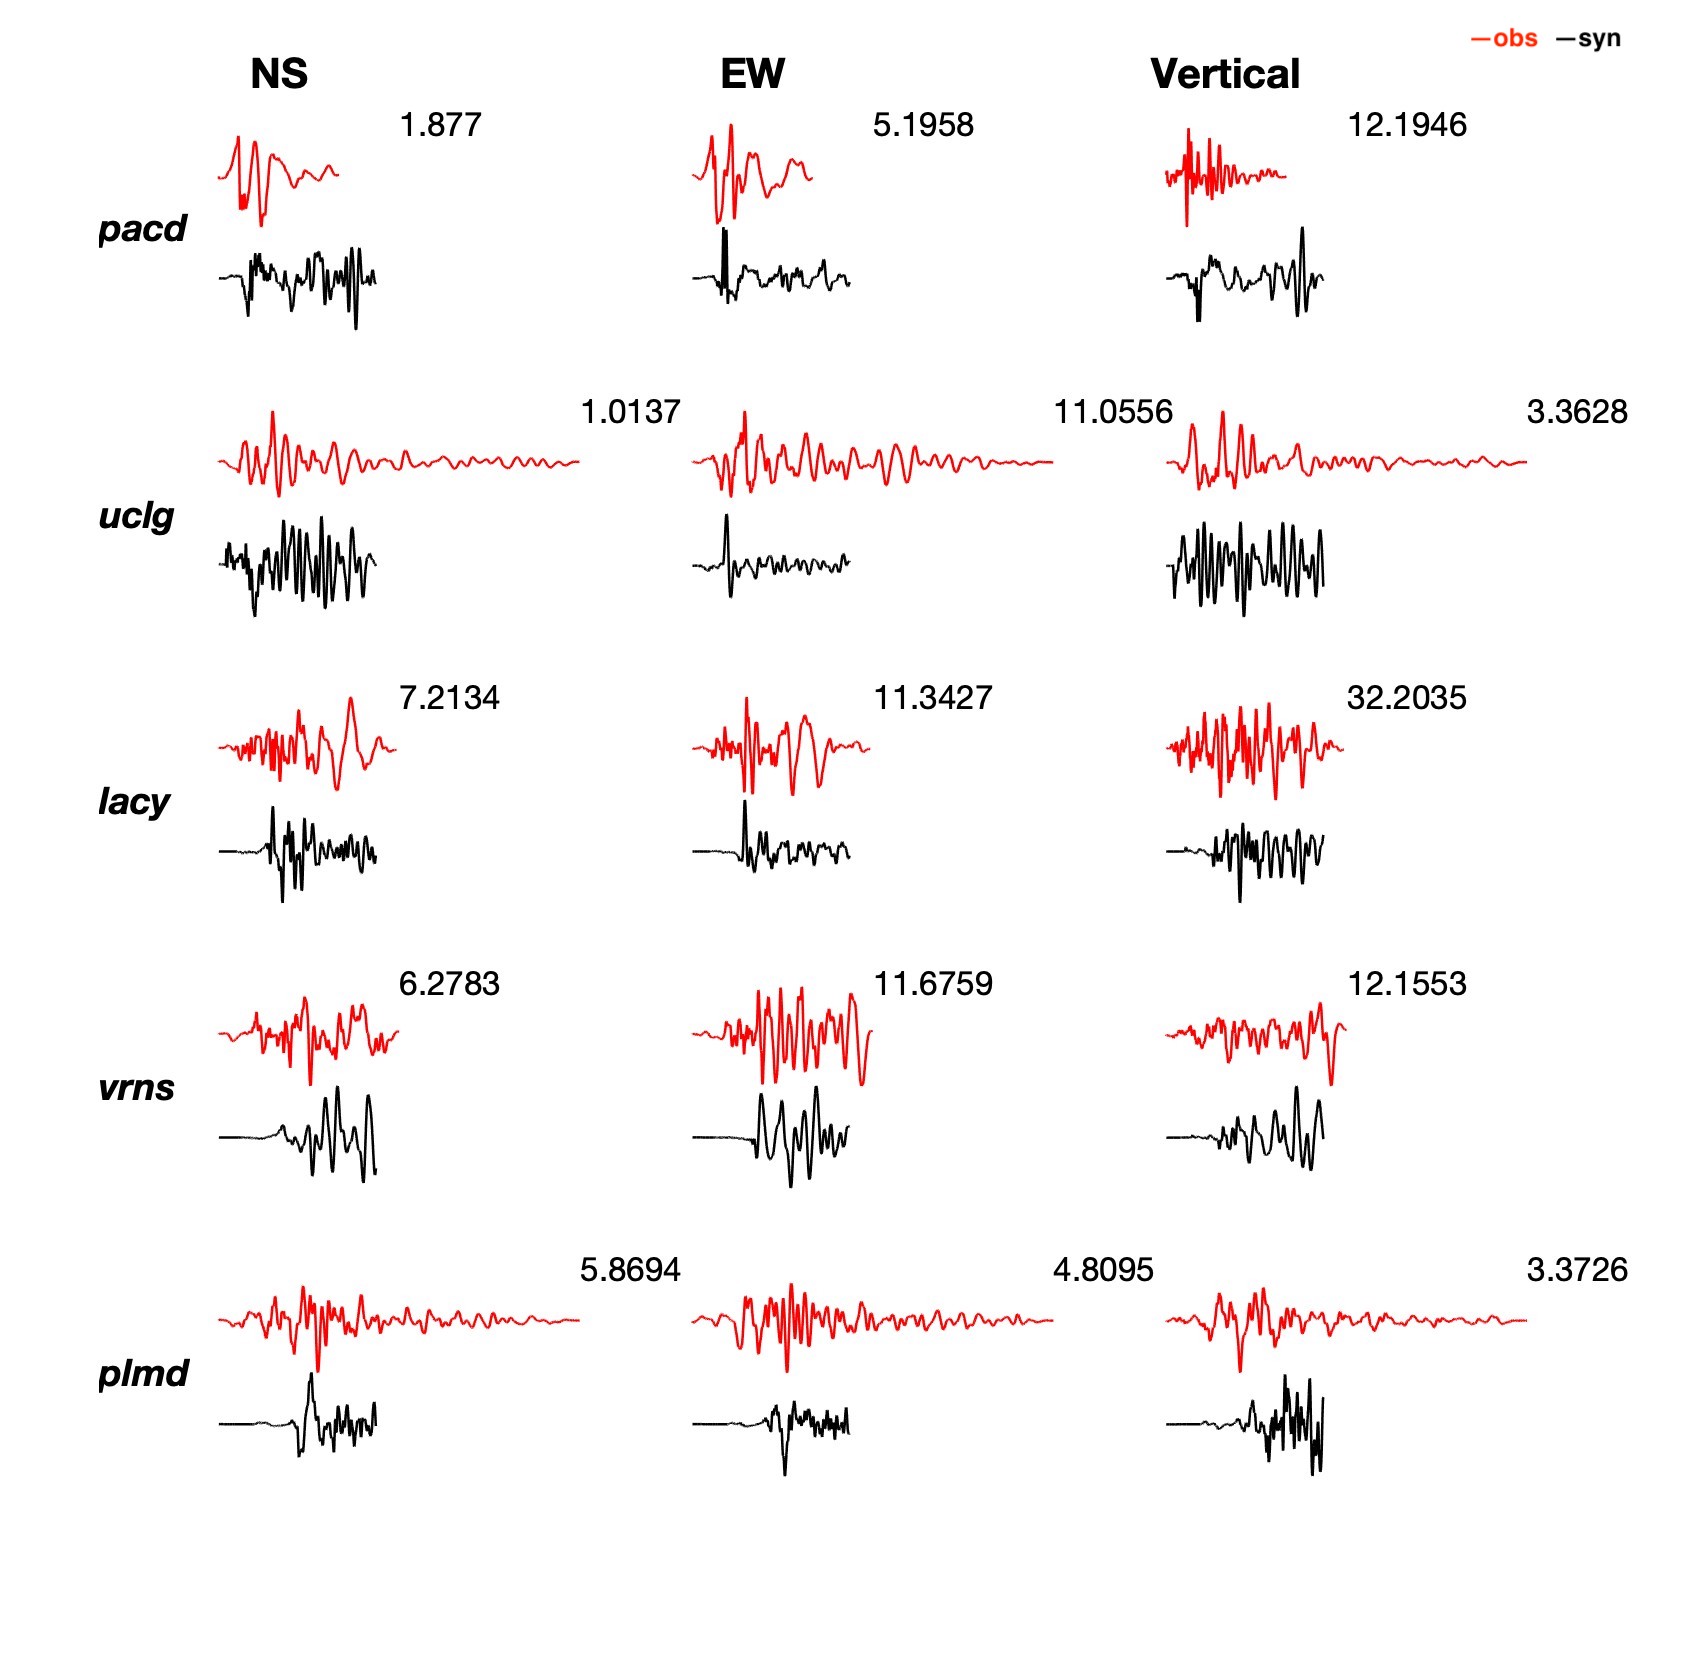 —obs —syn
NS EW Vertical
1.877 5.1958 12.1946
pacd
1.0137 11.0556 3.3628
uclg
7.2134 11.3427 32.2035
lacy
6.2783 11.6759 12.1553
vrns
5.8694 4.8095 3.3726
plmd